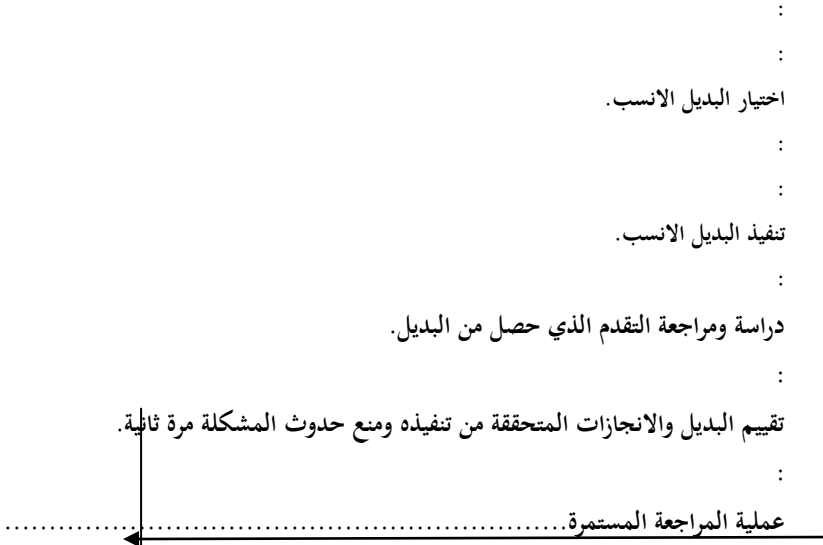 :
:
اختيار البديل الانسب.
:
:
تنفيذ البديل الانسب.
:
دراسة ومراجعة التقدم الذي حصل من البديل.
:
تقييم البديل والانجازات المتحققة من تنفيذه ومنع حدوث المشكلة مرة ثانية.
:
عملية المراجعة المستمرة................................................................